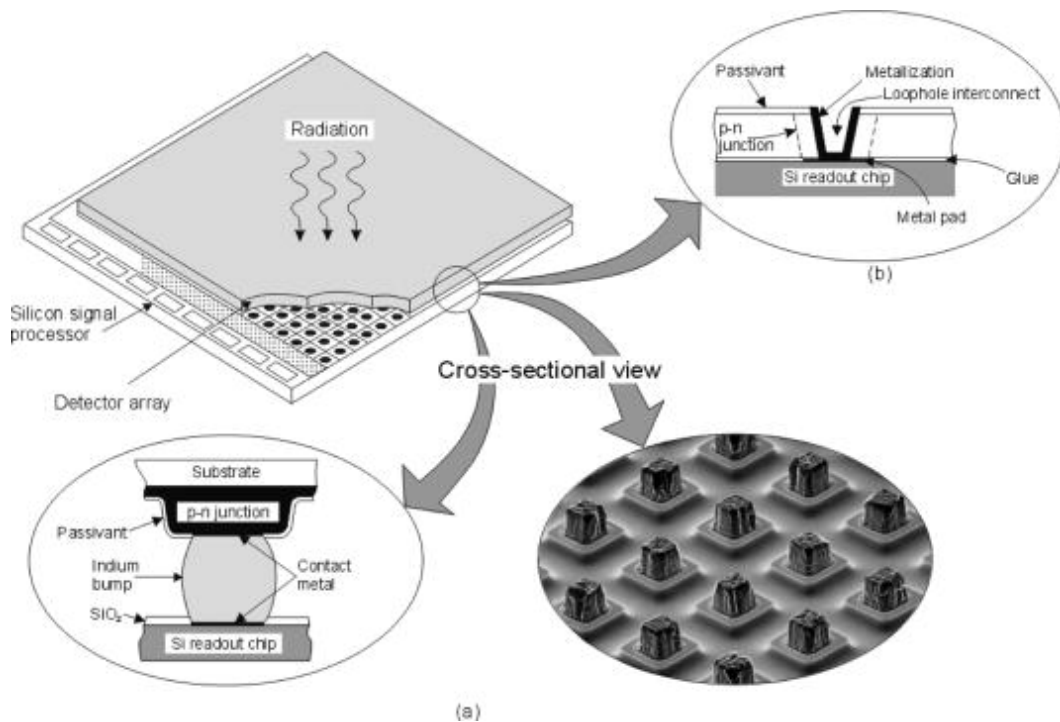 Radiation
Silicon signal
processor
Detector array
Cross-sectional view
Passivant
Metallization
Loophole interconnect
p-n
junction
Si readout chip
Glue
Metal pad
(b)
Substrate
p-n junction
Passivant
Indium
bump
Contact
metal
SIO₂
Si readout chip
(a)